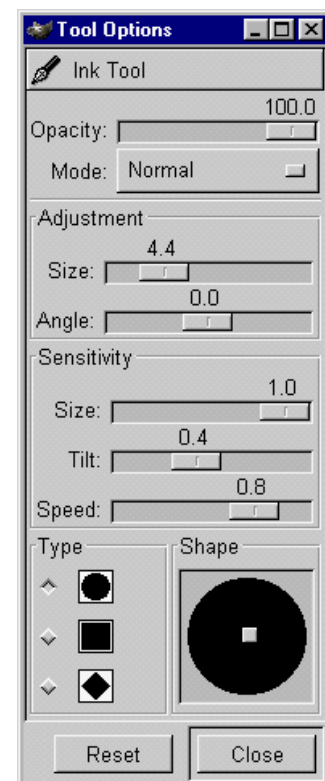 Tool Options
Ink Tool
100.0
Opacity:
Mode: Normal
Adjustment
4.4
Size:
0.0
Angle:
Sensitivity
1.0
Size:
0.4
Tilt:
0.8
Speed:
Type Shape
Reset Close